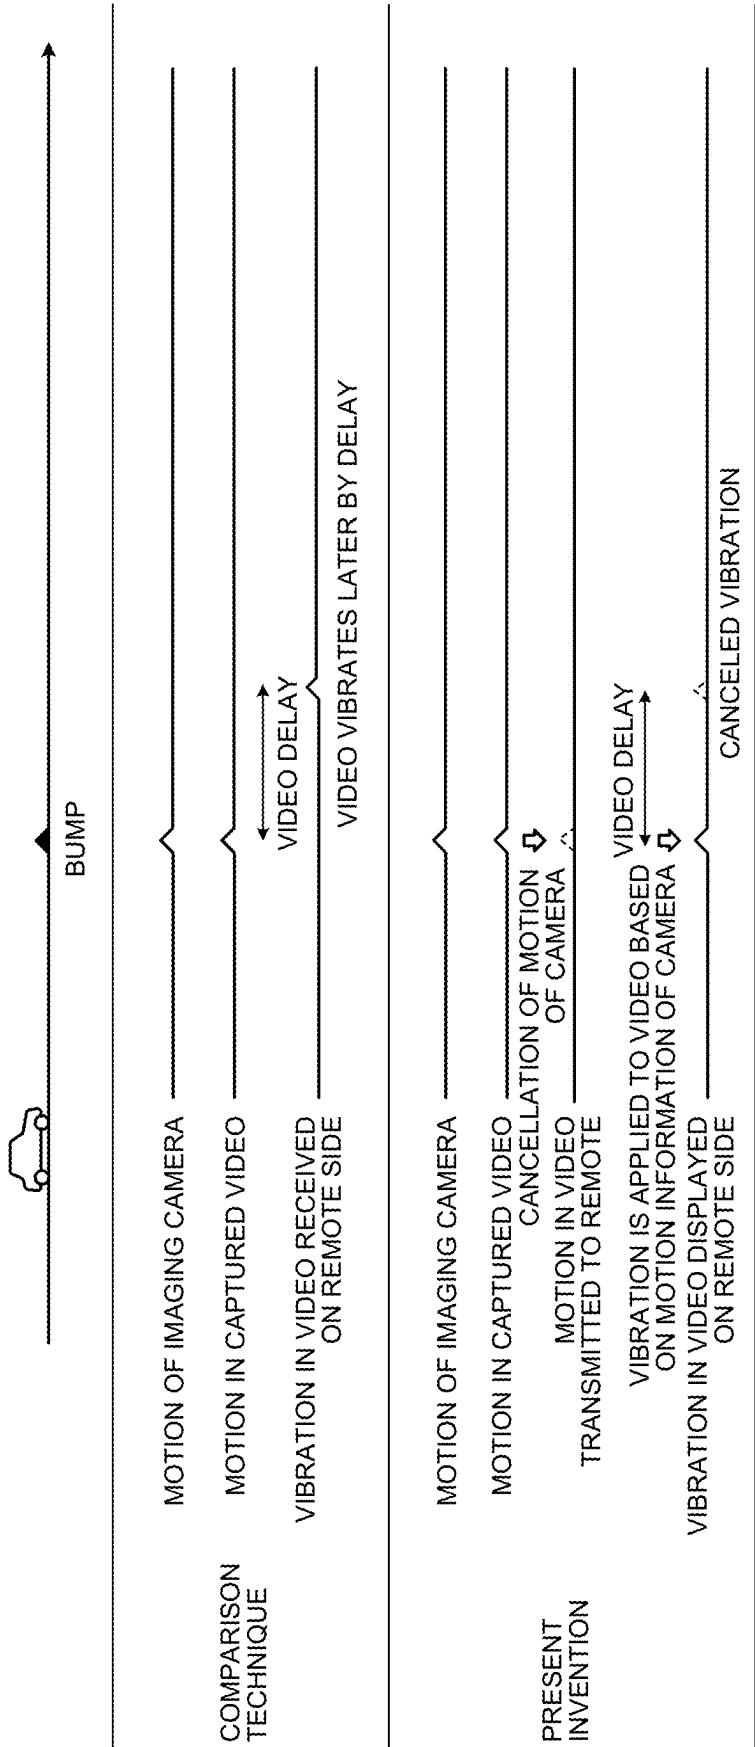 BUMP
COMPARISON
TECHNIQUE
MOTION OF IMAGING CAMERA
MOTION IN CAPTURED VIDEO
VIDEO DELAY
VIBRATION IN VIDEO RECEIVED
ON REMOTE SIDE
VIDEO VIBRATES LATER BY DELAY
PRESENT
INVENTION
MOTION OF IMAGING CAMERA
MOTION IN CAPTURED VIDEO
CANCELLATION OF MOTION
OF CAMERA
MOTION IN VIDEO
TRANSMITTED TO REMOTE
VIDEO DELAY
VIBRATION IS APPLIED TO VIDEO BASED
ON MOTION INFORMATION OF CAMERA
VIBRATION IN VIDEO DISPLAYED
ON REMOTE SIDE
CANCELED VIBRATION